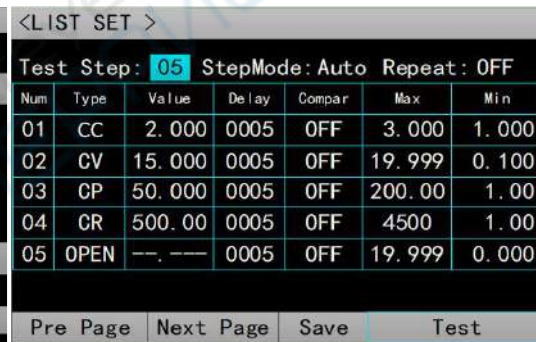 <LIST SET >
Test Step: 05 StepMode: Auto Repeat: OFF
Num Type Value Delay Compar Max Min
01 CC 2.000 0005 OFF 3.000 1.000
02 CV 15.000 0005 OFF 19.999 0.100
03 CP 50.000 0005 OFF 200.00 1.00
04 CR 500.00 0005 OFF 4500 1.00
05 OPEN --.--- 0005 OFF 19.999 0.000
Pre Page Next Page Save Test